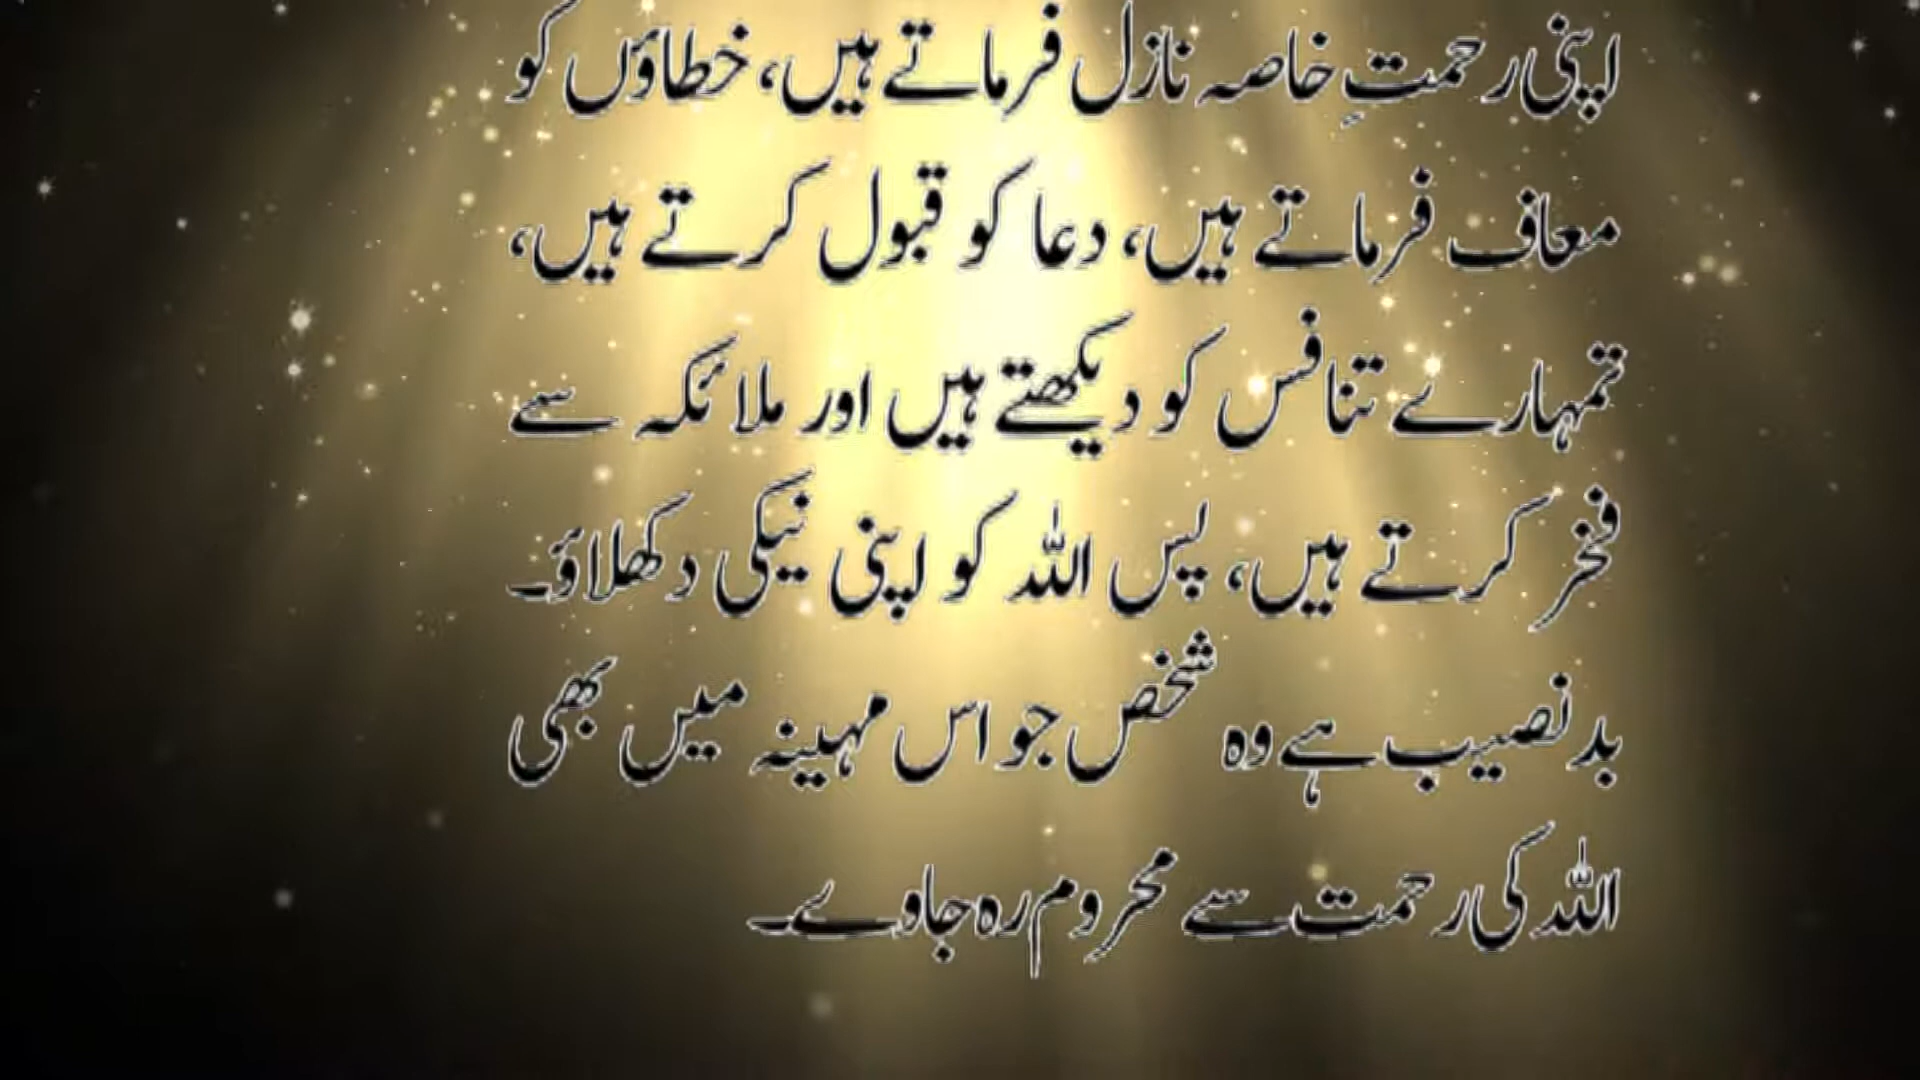 اپنی رحمتِ خاصہ نازل فرماتے ہیں، خطاؤں کو
معاف فرماتے ہیں، دعا کو قبول کرتے ہیں،
تمہارے تنافس کو دیکھتے ہیں اور ملائکہ سے
فخر کرتے ہیں، پس اللہ کو اپنی نیکی دکھلاؤ۔
بدنصیب ہے وہ شخص جو اس مہینہ میں بھی
اللہ کی رحمت سے محروم رہ جاوے۔